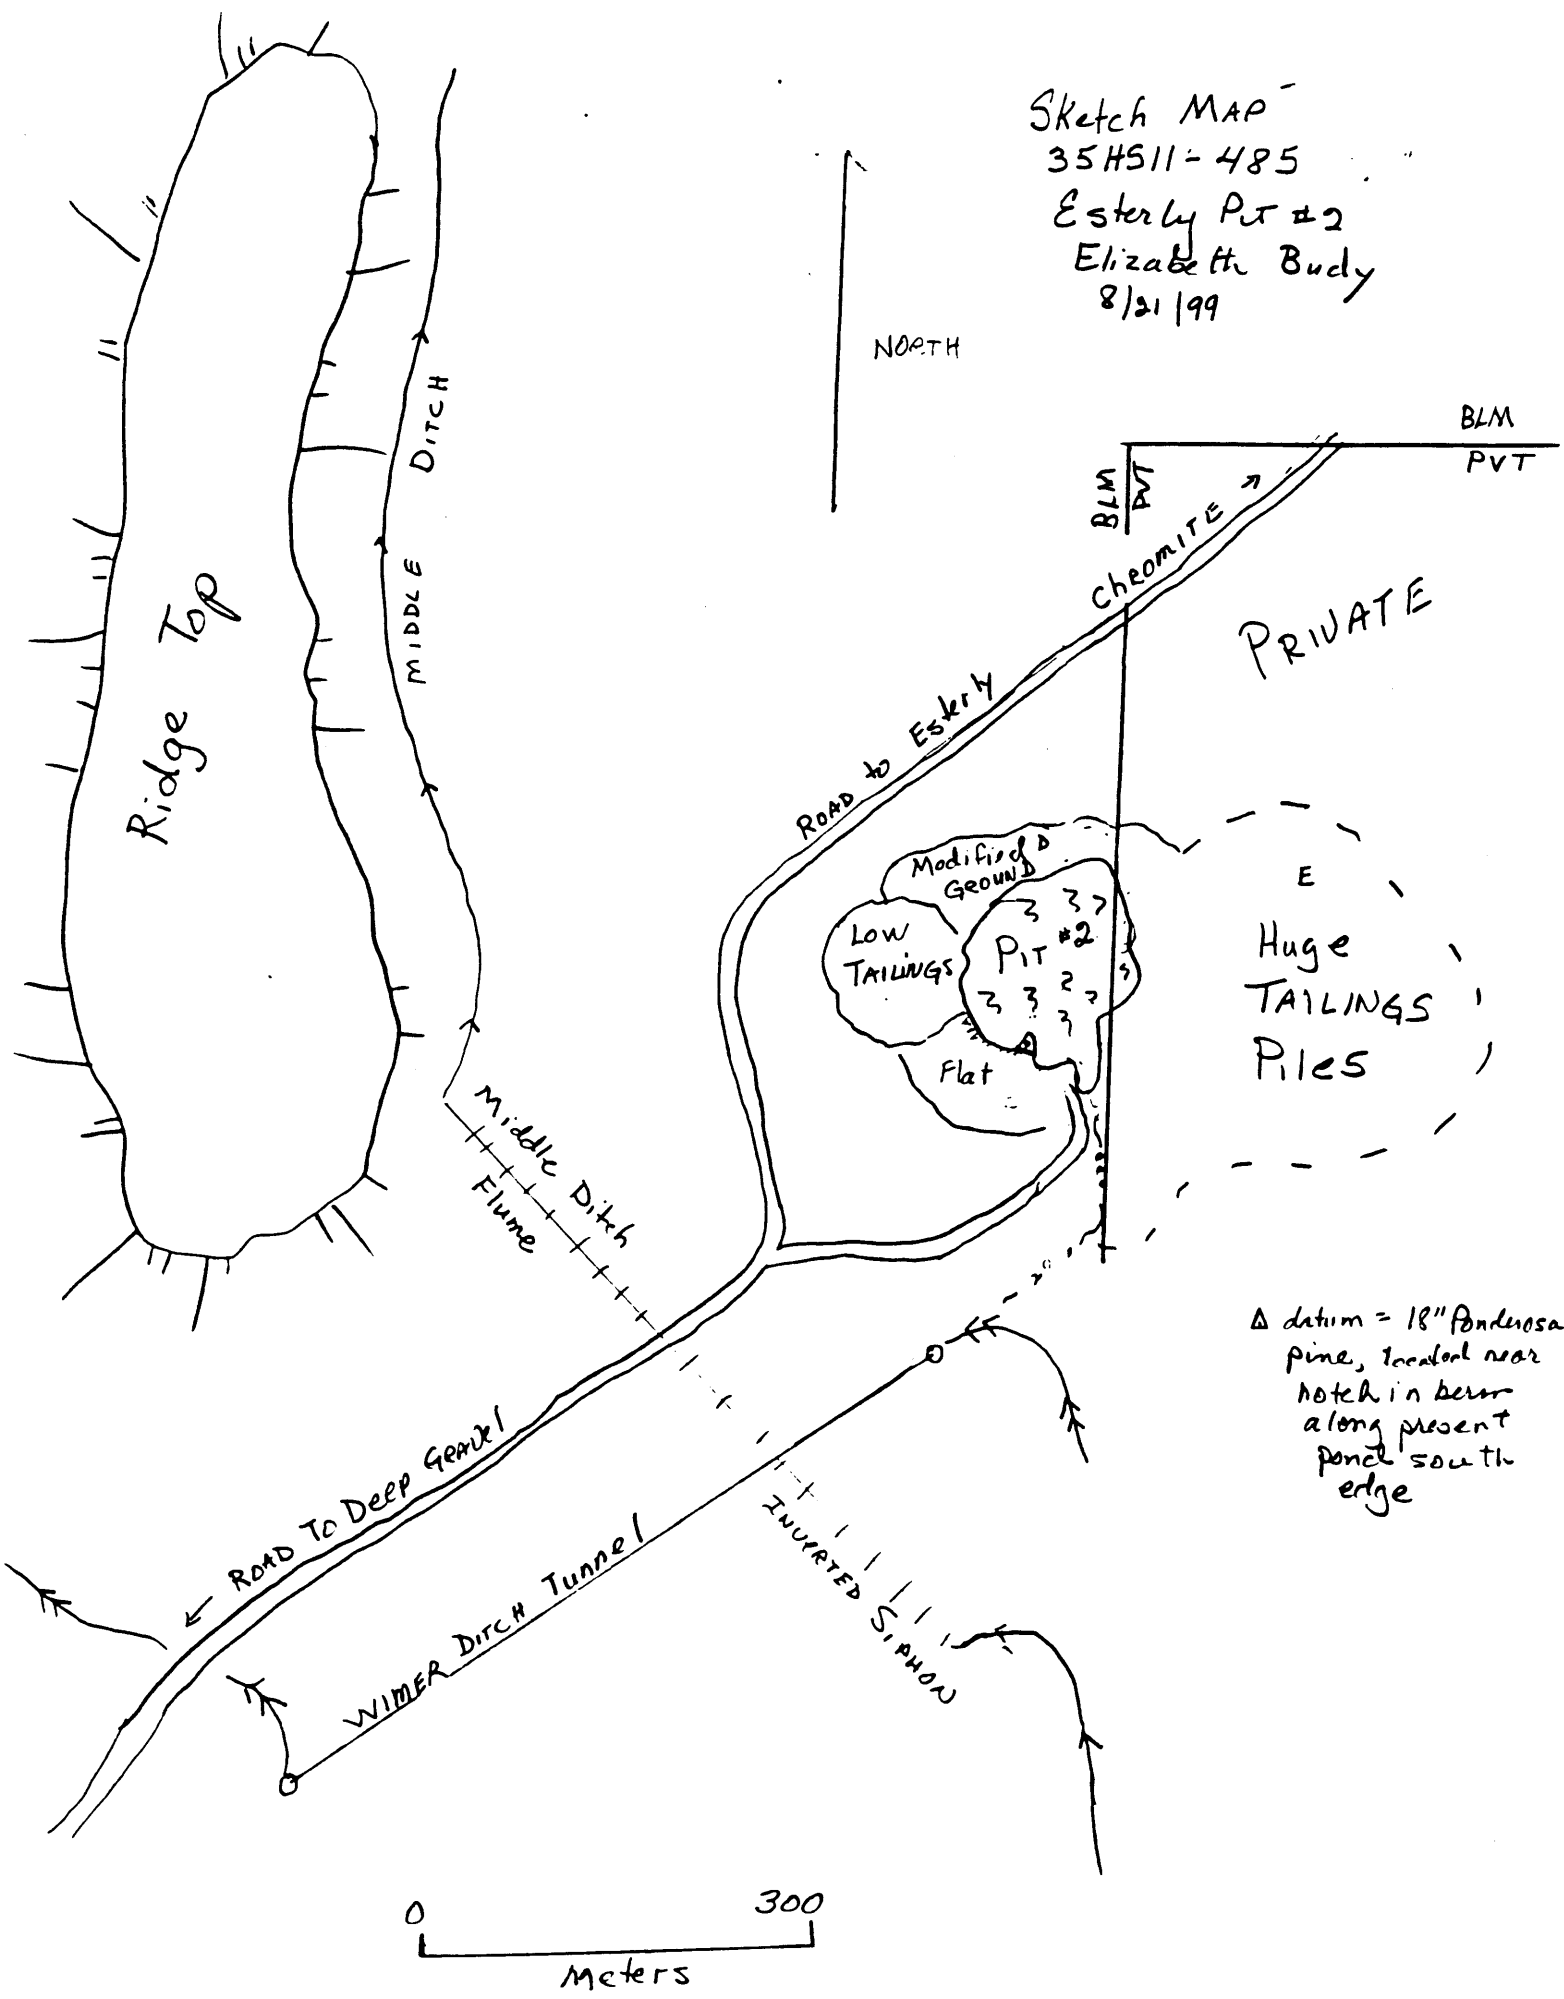 Sketch MAP
35HS11-485
Esterly Pit #2
Elizabeth Budy
8/21/99
NORTH
BLM
PVT
BLM
PVT
PRIVATE
ROAD to Esterly Chromite
MIDDLE DITCH
Ridge Top
Modified
GROUND
LOW
TAILINGS
PIT #2
Flat
E
Huge
TAILINGS
Piles
Middle Ditch
Flume
Δ datum = 18" Ponderosa
pine, located near
notch in berm
along present
pond south
edge
ROAD TO Deep Gravel
WIMER DITCH Tunnel
INVERTED SIPHON
0 300
Meters